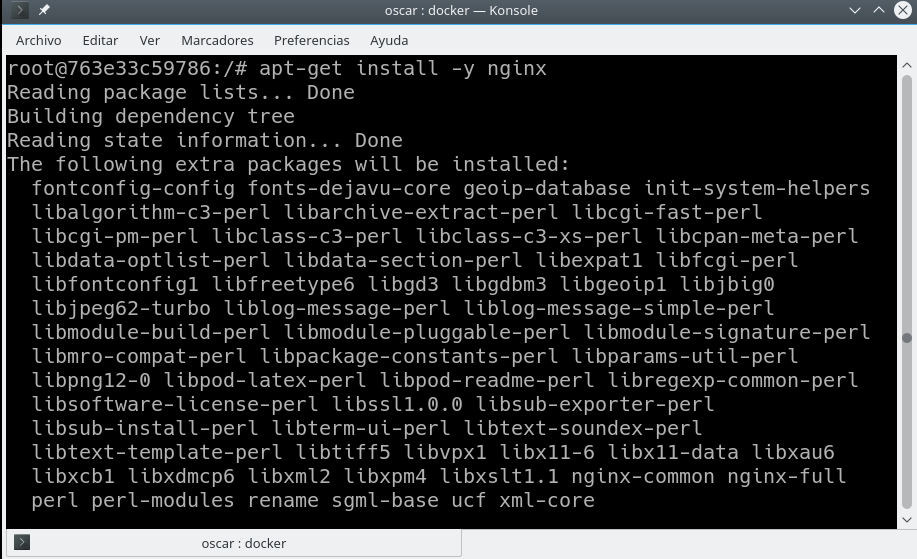 oscar : docker — Konsole
Archivo Editar Ver Marcadores Preferencias Ayuda
root@763e33c59786:/# apt-get install -y nginx
Reading package lists... Done
Building dependency tree
Reading state information... Done
The following extra packages will be installed:
  fontconfig-config fonts-dejavu-core geoip-database init-system-helpers
  libalgorithm-c3-perl libarchive-extract-perl libcgi-fast-perl
  libcgi-pm-perl libclass-c3-perl libclass-c3-xs-perl libcpan-meta-perl
  libdata-optlist-perl libdata-section-perl libexpat1 libfcgi-perl
  libfontconfig1 libfreetype6 libgd3 libgdbm3 libgeoip1 libjbig0
  libjpeg62-turbo liblog-message-perl liblog-message-simple-perl
  libmodule-build-perl libmodule-pluggable-perl libmodule-signature-perl
  libmro-compat-perl libpackage-constants-perl libparams-util-perl
  libpng12-0 libpod-latex-perl libpod-readme-perl libregexp-common-perl
  libsoftware-license-perl libssl1.0.0 libsub-exporter-perl
  libsub-install-perl libterm-ui-perl libtext-soundex-perl
  libtext-template-perl libtiff5 libvpx1 libx11-6 libx11-data libxau6
  libxcb1 libxdmcp6 libxml2 libxpm4 libxslt1.1 nginx-common nginx-full
  perl perl-modules rename sgml-base ucf xml-core
oscar : docker